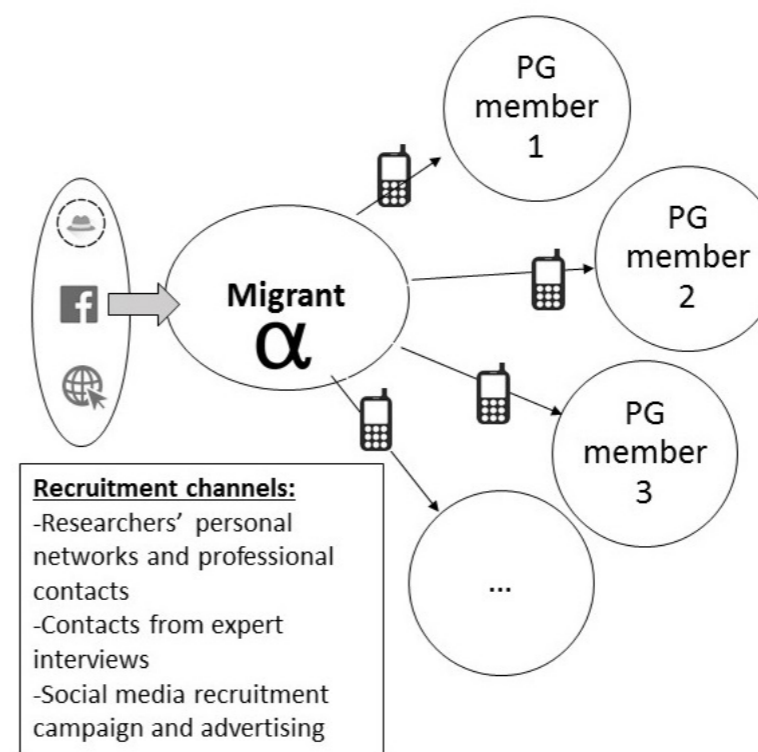 PG
member
1
PG
member
2
Migrant
α
PG
member
3
...
Recruitment channels:
-Researchers’ personal
networks and professional
contacts
-Contacts from expert
interviews
-Social media recruitment
campaign and advertising